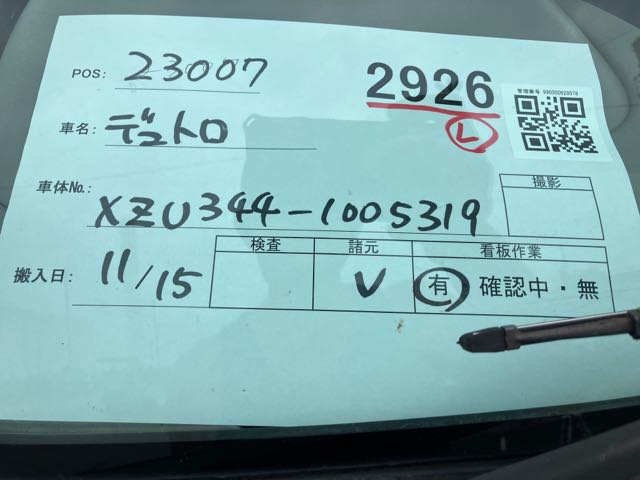 POS: 23007
2926
管理番号 990000629578
車名: デュトロ
L
車体No.: XZU344-1005319
撮影
搬入日: 11/15
検査 諸元 看板作業
V 有 確認中・無